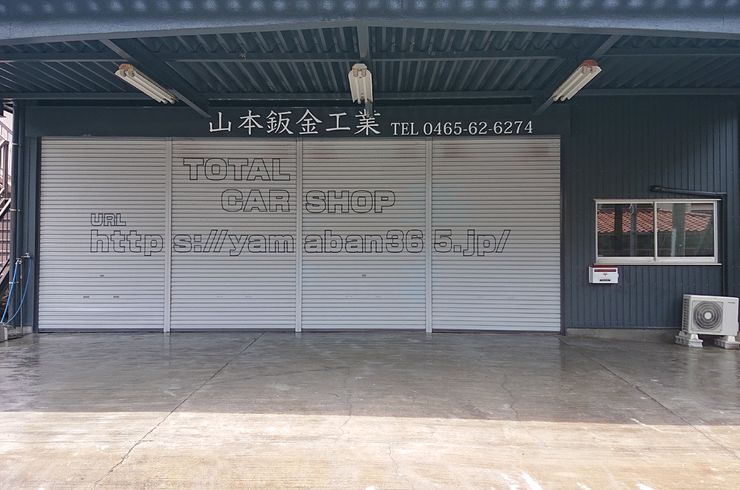 山本鈑金工業 TEL 0465-62-6274
TOTAL
CAR SHOP
URL
https://yamaban365.jp/